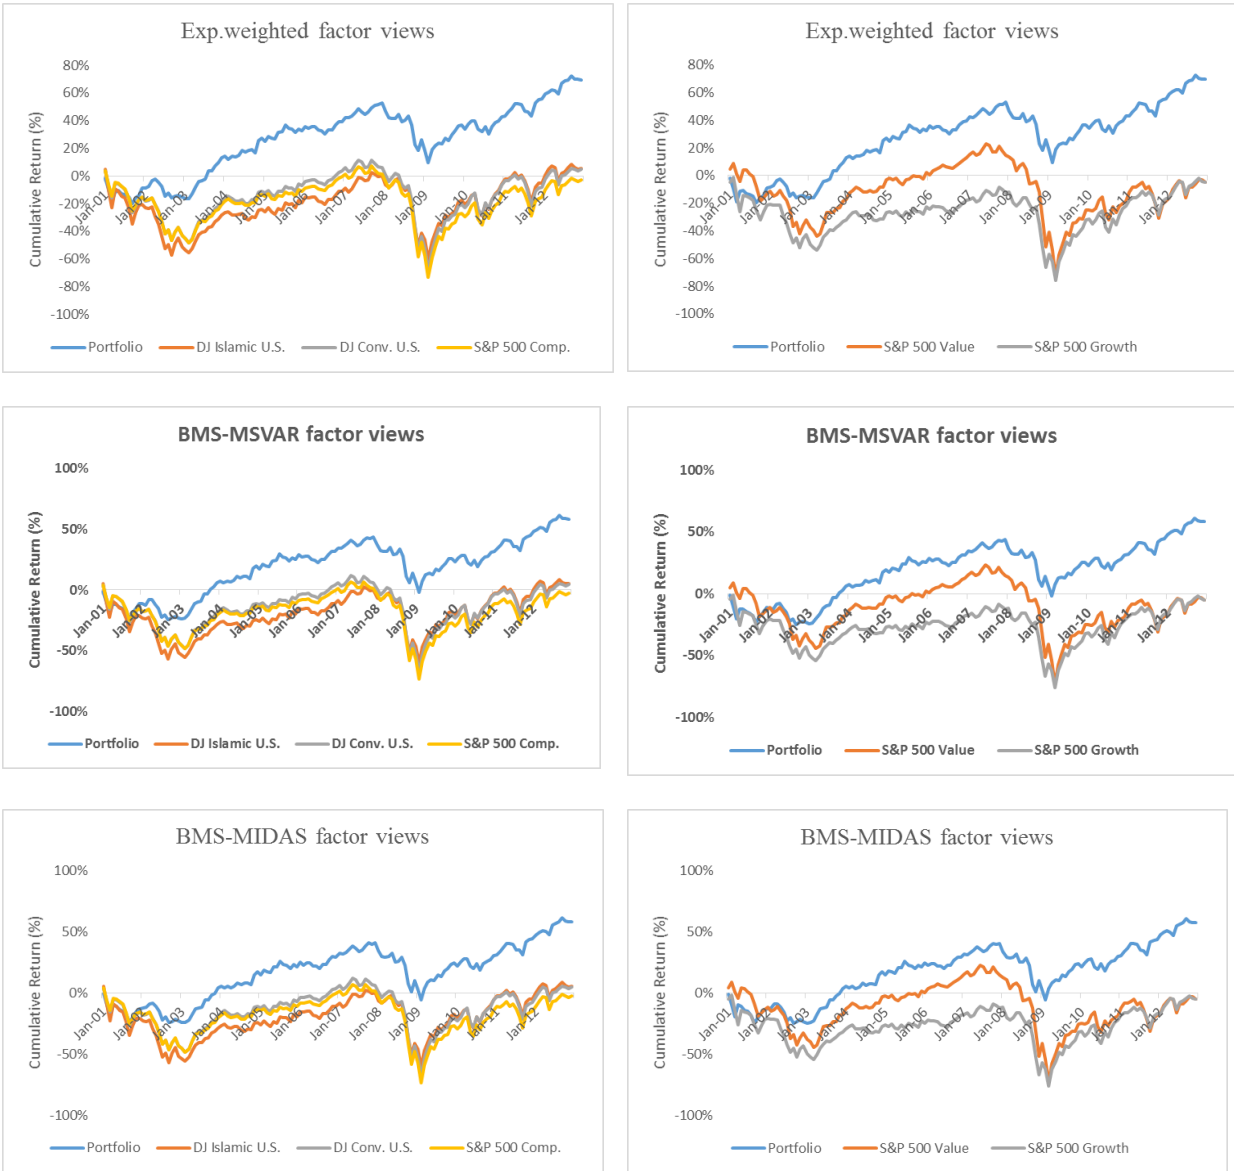 Exp.weighted factor views
Cumulative Return (%)
80%
60%
40%
20%
0%
-20%
-40%
-60%
-80%
-100%
Jan-01
Jan-02
Jan-03
Jan-04
Jan-05
Jan-06
Jan-07
Jan-08
Jan-09
Jan-10
Jan-11
Jan-12
Portfolio DJ Islamic U.S. DJ Conv. U.S. S&P 500 Comp.
Exp.weighted factor views
Cumulative Return (%)
80%
60%
40%
20%
0%
-20%
-40%
-60%
-80%
-100%
Jan-01
Jan-02
Jan-03
Jan-04
Jan-05
Jan-06
Jan-07
Jan-08
Jan-09
Jan-10
Jan-11
Jan-12
Portfolio S&P 500 Value S&P 500 Growth
BMS-MSVAR factor views
Cumulative Return (%)
100%
50%
0%
-50%
-100%
Jan-01
Jan-02
Jan-03
Jan-04
Jan-05
Jan-06
Jan-07
Jan-08
Jan-09
Jan-10
Jan-11
Jan-12
Portfolio DJ Islamic U.S. DJ Conv. U.S. S&P 500 Comp.
BMS-MSVAR factor views
Cumulative Return (%)
100%
50%
0%
-50%
-100%
Jan-01
Jan-02
Jan-03
Jan-04
Jan-05
Jan-06
Jan-07
Jan-08
Jan-09
Jan-10
Jan-11
Jan-12
Portfolio S&P 500 Value S&P 500 Growth
BMS-MIDAS factor views
Cumulative Return (%)
100%
50%
0%
-50%
-100%
Jan-01
Jan-02
Jan-03
Jan-04
Jan-05
Jan-06
Jan-07
Jan-08
Jan-09
Jan-10
Jan-11
Jan-12
Portfolio DJ Islamic U.S. DJ Conv. U.S. S&P 500 Comp.
BMS-MIDAS factor views
Cumulative Return (%)
100%
50%
0%
-50%
-100%
Jan-01
Jan-02
Jan-03
Jan-04
Jan-05
Jan-06
Jan-07
Jan-08
Jan-09
Jan-10
Jan-11
Jan-12
Portfolio S&P 500 Value S&P 500 Growth